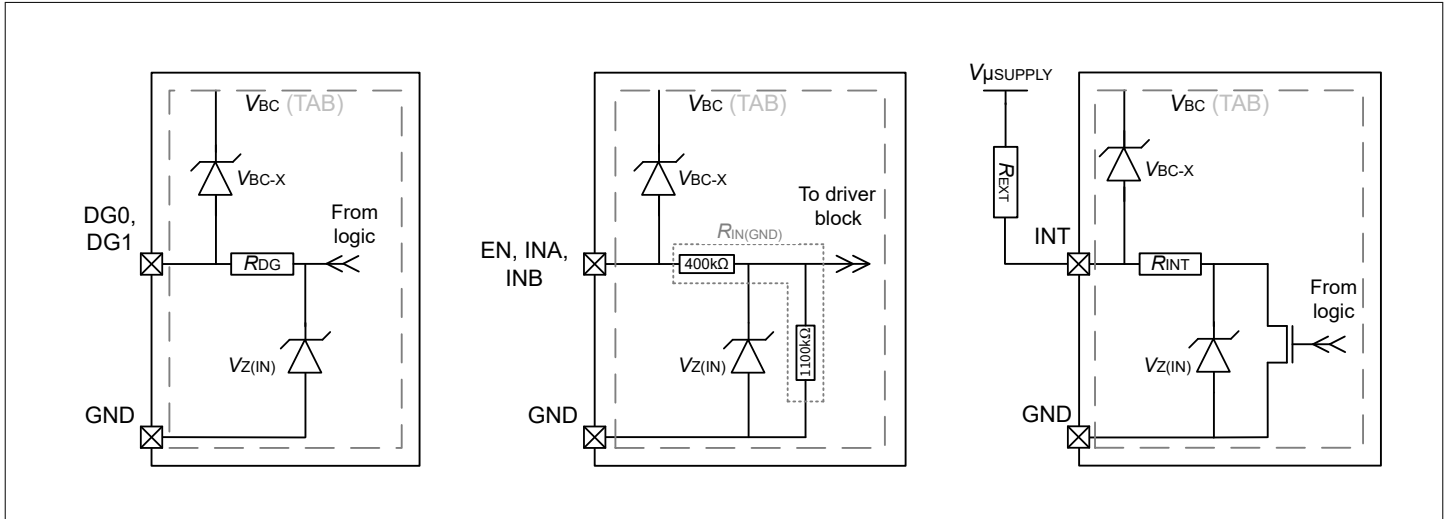 VBC (TAB)
VBC-X
DG0,
DG1
From
logic
RDG
VZ(IN)
GND
VBC (TAB)
VBC-X
To driver
block
RIN(GND)
EN, INA,
INB
400kΩ
1100kΩ
VZ(IN)
GND
VµSUPPLY
VBC (TAB)
REXT
VBC-X
INT
RINT
From
logic
VZ(IN)
GND